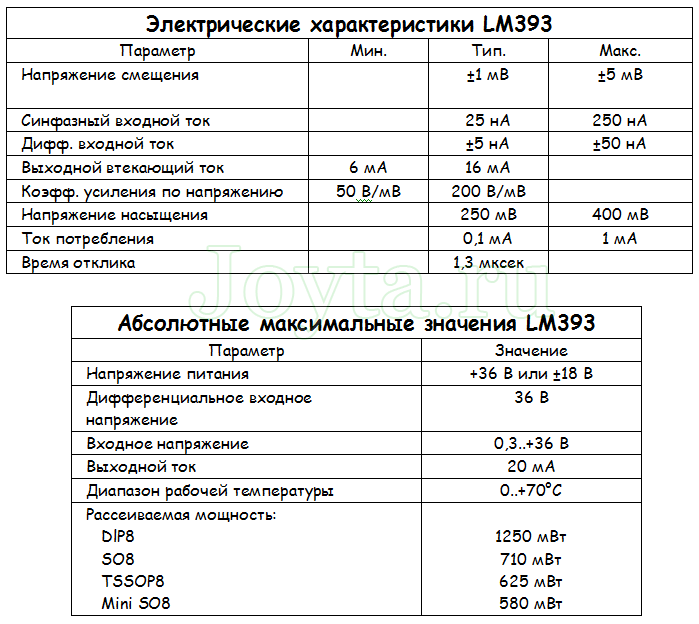 Электрические характеристики LM393
Параметр Мин. Тип. Макс.
Напряжение смещения ±1 мВ ±5 мВ
Синфазный входной ток 25 нА 250 нА
Дифф. входной ток ±5 нА ±50 нА
Выходной втекающий ток 6 мА 16 мА
Коэфф. усиления по напряжению 50 В/мВ 200 В/мВ
Напряжение насыщения 250 мВ 400 мВ
Ток потребления 0,1 мА 1 мА
Время отклика 1,3 мксек
Joyta.ru
Абсолютные максимальные значения LM393
Параметр Значение
Напряжение питания +36 В или ±18 В
Дифференциальное входное 36 В
напряжение
Входное напряжение 0,3..+36 В
Выходной ток 20 мА
Диапазон рабочей температуры 0..+70°C
Рассеиваемая мощность:
DIP8 1250 мВт
SO8 710 мВт
TSSOP8 625 мВт
Mini SO8 580 мВт